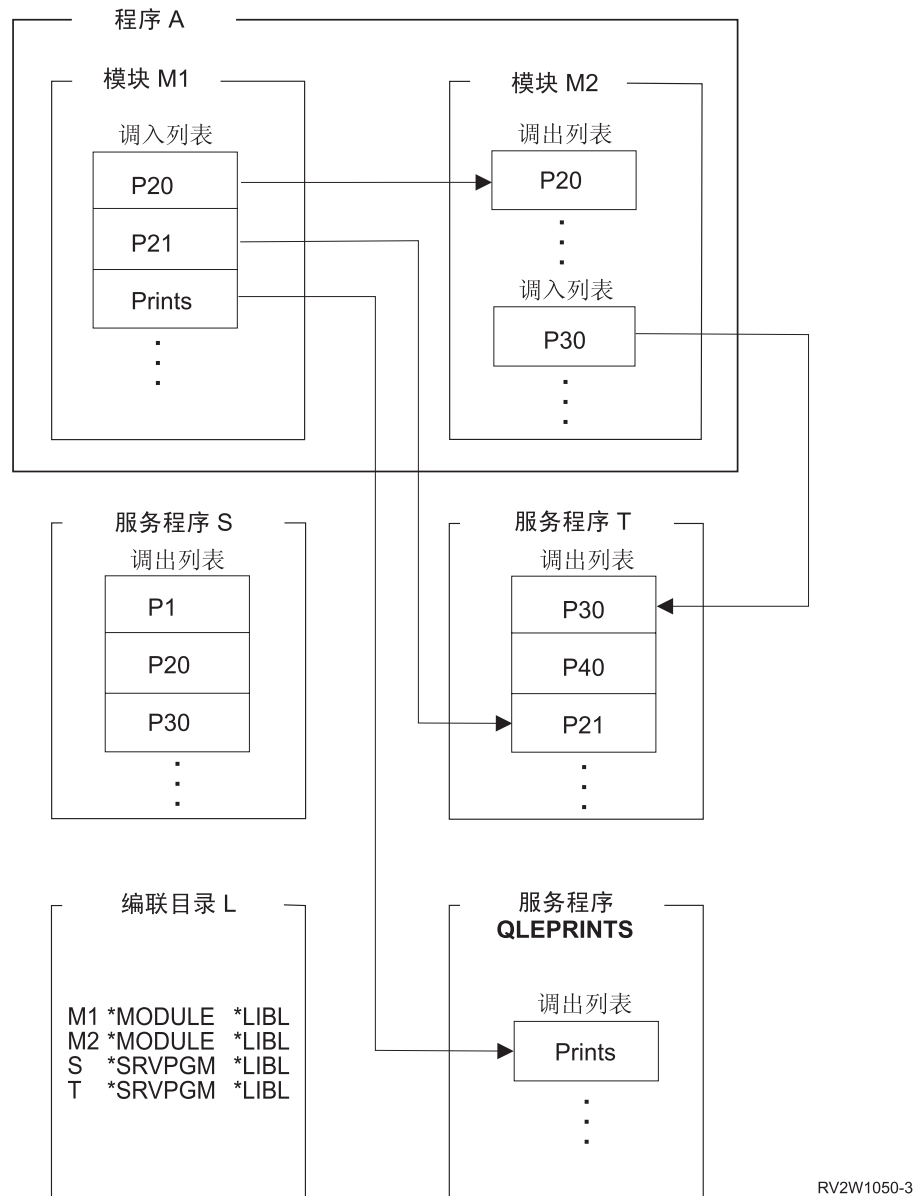 程序 A
模块 M1
调入列表
P20
P21
Prints
模块 M2
调出列表
P20
调入列表
P30
服务程序 S
调出列表
P1
P20
P30
服务程序 T
调出列表
P30
P40
P21
编联目录 L
M1 *MODULE *LIBL
M2 *MODULE *LIBL
S *SRVPGM *LIBL
T *SRVPGM *LIBL
服务程序
QLEPRINTS
调出列表
Prints
RV2W1050-3